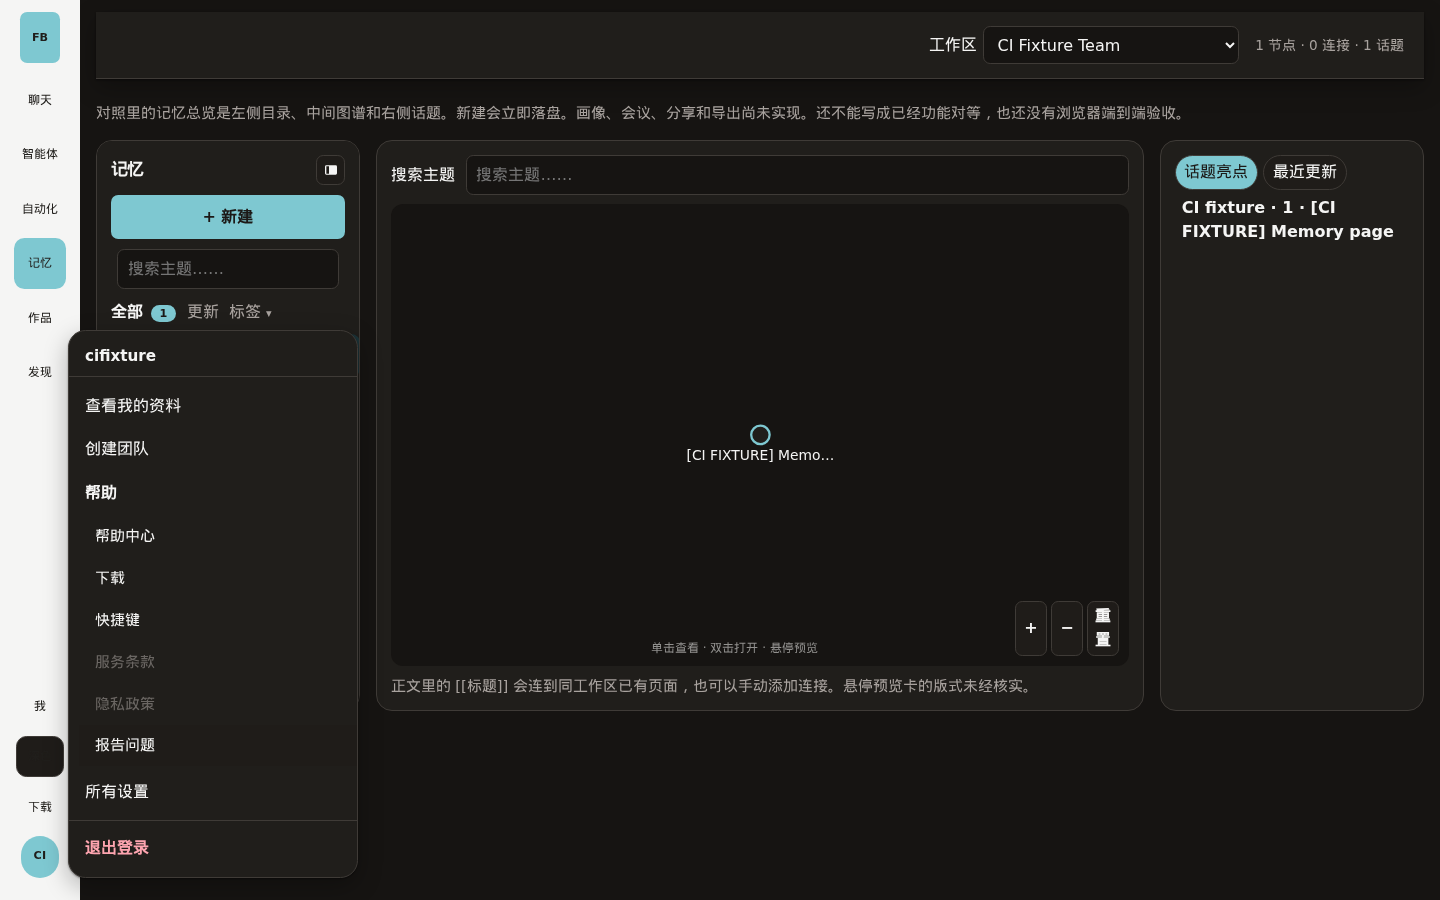 FB
聊天
智能体
自动化
记忆
作品
发现
我
下载
CI
工作区
CI Fixture Team
1 节点 · 0 连接 · 1 话题
对照里的记忆总览是左侧目录、中间图谱和右侧话题。新建会立即落盘。画像、会议、分享和导出尚未实现。还不能写成已经功能对等，也还没有浏览器端到端验收。
记忆
+ 新建
搜索主题……
全部 1 更新 标签 ▾
cifixture
查看我的资料
创建团队
帮助
帮助中心
下载
快捷键
服务条款
隐私政策
报告问题
所有设置
退出登录
搜索主题
搜索主题……
[CI FIXTURE] Memo…
+
−
重
置
单击查看 · 双击打开 · 悬停预览
正文里的 [[标题]] 会连到同工作区已有页面，也可以手动添加连接。悬停预览卡的版式未经核实。
话题亮点
最近更新
CI fixture · 1 · [CI
FIXTURE] Memory page